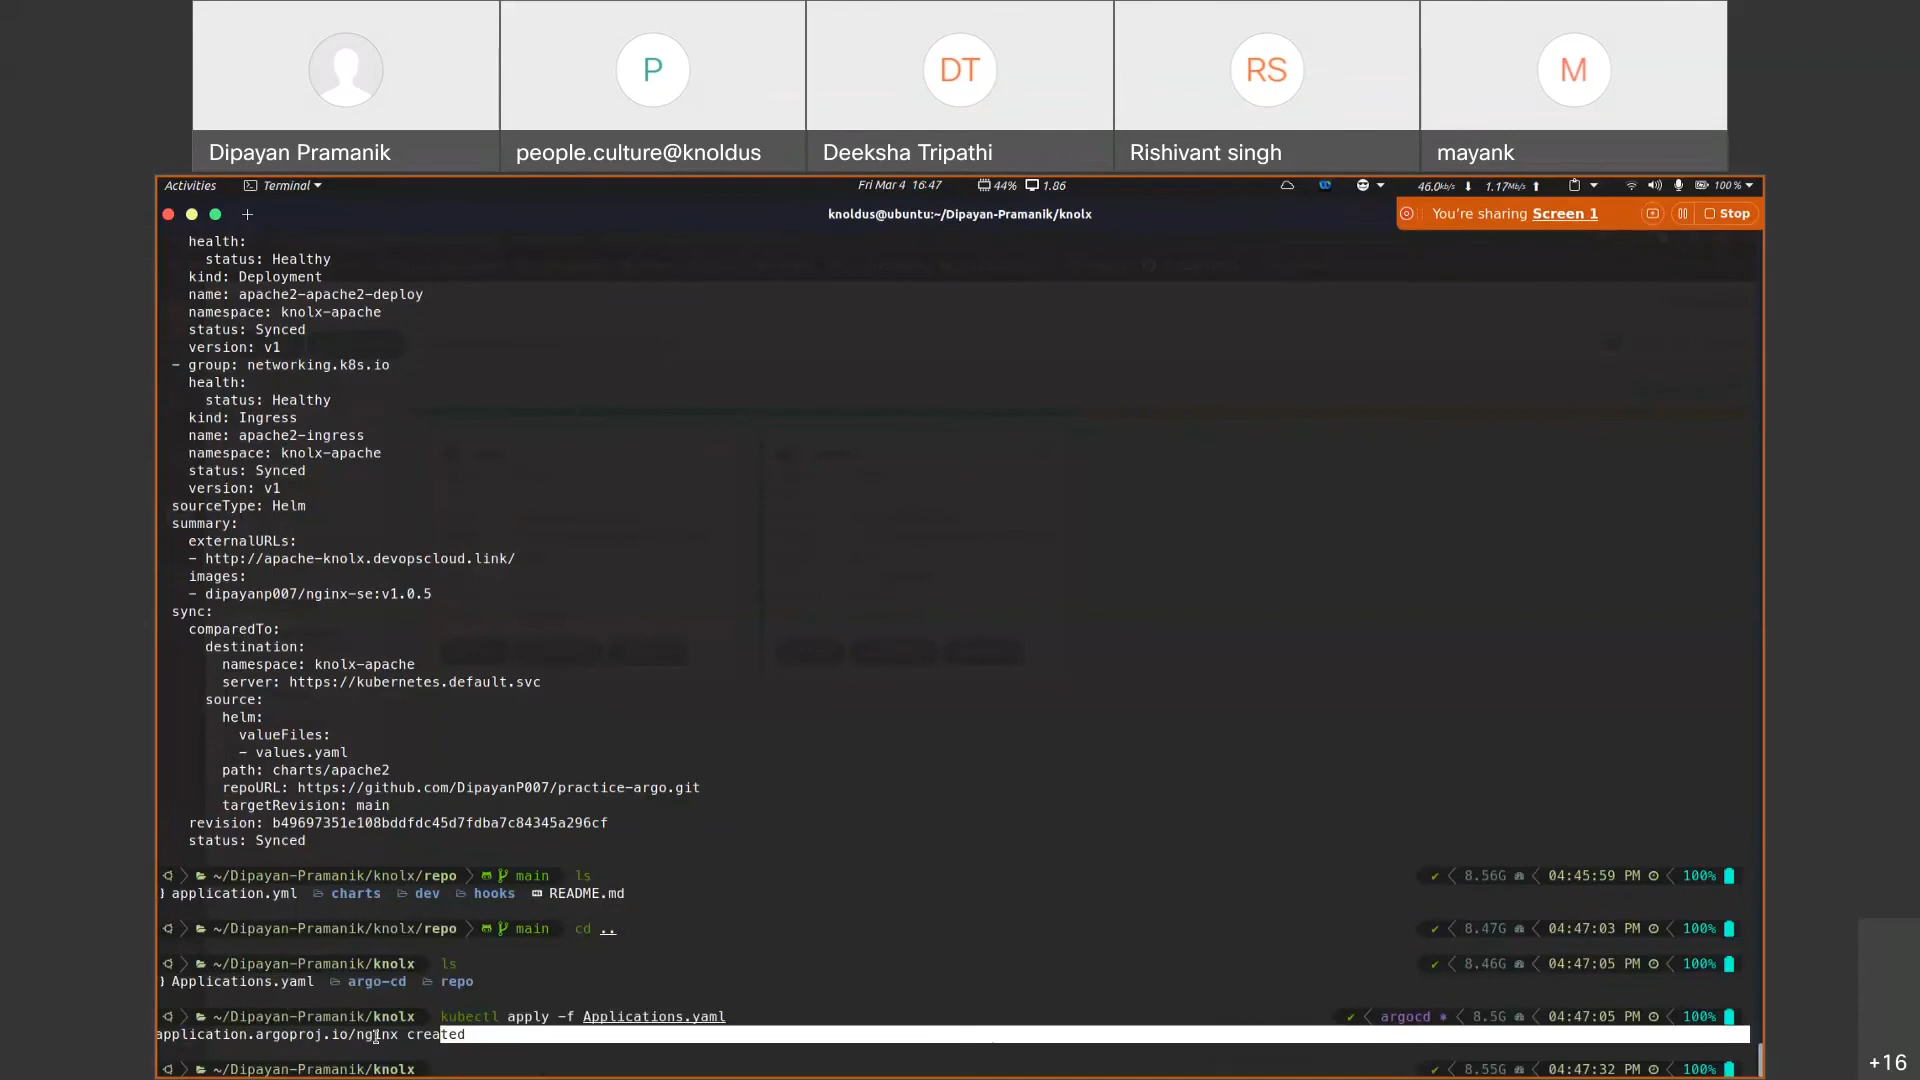 P
DT
RS
M
Dipayan Pramanik
people.culture@knoldus
Deeksha Tripathi
Rishivant singh
mayank
Activities Terminal Fri Mar 4 16:47 44% 1.86 46.0kb/s 1.17Mb/s 100%
knoldus@ubuntu:~/Dipayan-Pramanik/knolx
You're sharing Screen 1 Stop
health:
status: Healthy
kind: Deployment
name: apache2-apache2-deploy
namespace: knolx-apache
status: Synced
version: v1
- group: networking.k8s.io
health:
status: Healthy
kind: Ingress
name: apache2-ingress
namespace: knolx-apache
status: Synced
version: v1
sourceType: Helm
summary:
externalURLs:
- http://apache-knolx.devopscloud.link/
images:
- dipayanp007/nginx-se:v1.0.5
sync:
comparedTo:
destination:
namespace: knolx-apache
server: https://kubernetes.default.svc
source:
helm:
valueFiles:
- values.yaml
path: charts/apache2
repoURL: https://github.com/DipayanP007/practice-argo.git
targetRevision: main
revision: b49697351e108bddfdc45d7fdba7c84345a296cf
status: Synced
~/Dipayan-Pramanik/knolx/repo main ls 8.56G 04:45:59 PM 100%
application.yml charts dev hooks README.md
~/Dipayan-Pramanik/knolx/repo main cd .. 8.47G 04:47:03 PM 100%
~/Dipayan-Pramanik/knolx ls 8.46G 04:47:05 PM 100%
Applications.yaml argo-cd repo
~/Dipayan-Pramanik/knolx kubectl apply -f Applications.yaml argocd 8.5G 04:47:05 PM 100%
application.argoproj.io/nginx created
~/Dipayan-Pramanik/knolx 8.55G 04:47:32 PM 100%
+16